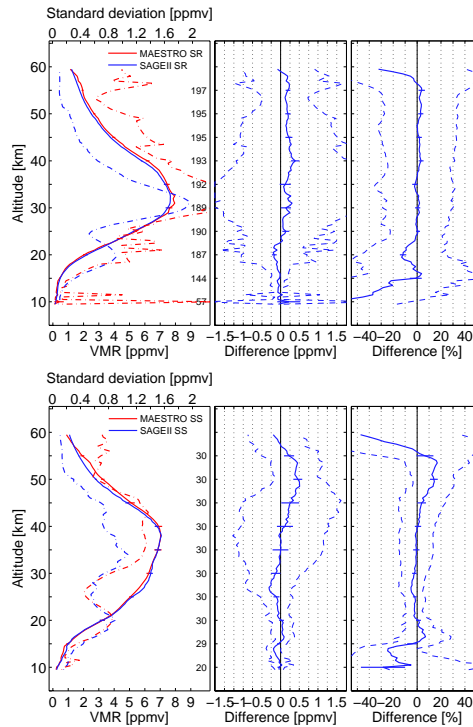 Standard deviation [ppmv]
0 0.4 0.8 1.2 1.6 2
MAESTRO SR
SAGEII SR
60
50
40
30
20
10
Altitude [km]
197
195
195
193
192
189
190
187
144
57
0 1 2 3 4 5 6 7 8 9
VMR [ppmv]
−1.5 −1 −0.5 0 0.5 1 1.5
Difference [ppmv]
−40 −20 0 20 40
Difference [%]
Standard deviation [ppmv]
0 0.4 0.8 1.2 1.6 2
MAESTRO SS
SAGEII SS
60
50
40
30
20
10
Altitude [km]
30
30
30
30
30
30
30
30
29
20
0 1 2 3 4 5 6 7 8 9
VMR [ppmv]
−1.5 −1 −0.5 0 0.5 1 1.5
Difference [ppmv]
−40 −20 0 20 40
Difference [%]